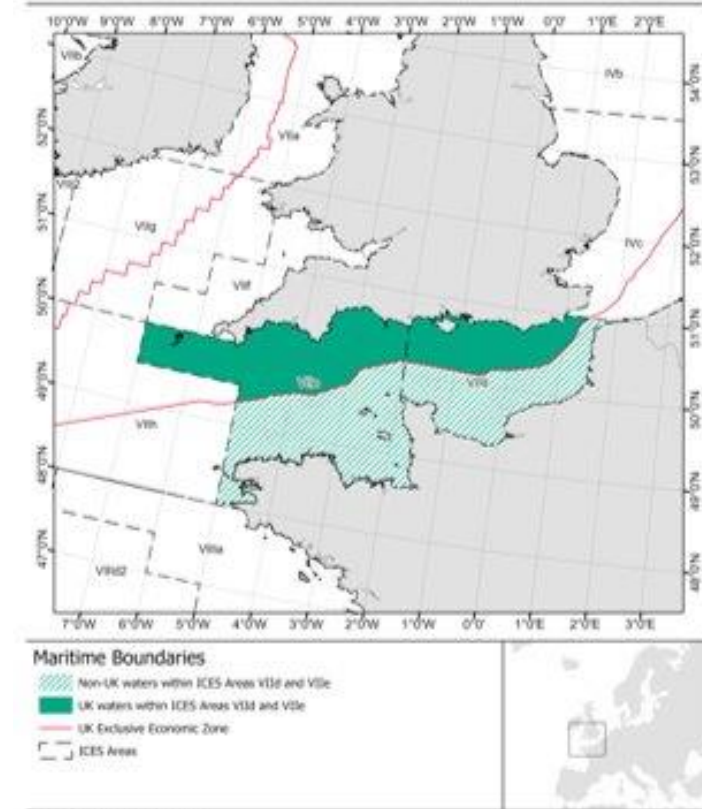 10°0'W 9°0'W 8°0'W 7°0'W 6°0'W 5°0'W 4°0'W 3°0'W 2°0'W 1°0'W 0°0' 1°0'E 2°0'E
VIIb
IVb
54°0'N
52°0'N
VIIa
53°0'N
51°0'N
VIIg
IVc
52°0'N
VIIf
50°0'N
51°0'N
49°0'N
VIIe
VIId
50°0'N
VIIh
48°0'N
49°0'N
47°0'N
VIIIa
VIIId2
48°0'N
7°0'W 6°0'W 5°0'W 4°0'W 3°0'W 2°0'W 1°0'W 0°0' 1°0'E 2°0'E 3°0'E
Maritime Boundaries
Non-UK waters within ICES Areas VIId and VIIe
UK waters within ICES Areas VIId and VIIe
UK Exclusive Economic Zone
ICES Areas